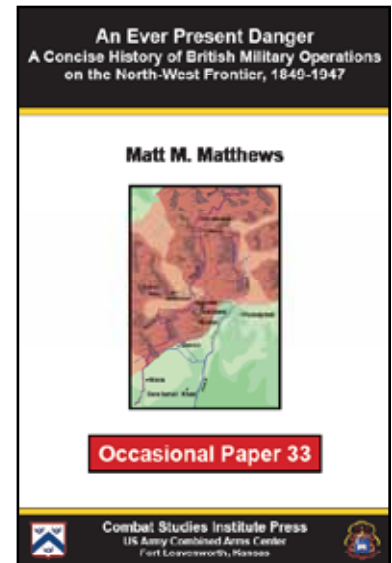 An Ever Present Danger
A Concise History of British Military Operations
on the North-West Frontier, 1849-1947
Matt M. Matthews
Occasional Paper 33
Combat Studies Institute Press
US Army Combined Arms Center
Fort Leavenworth, Kansas